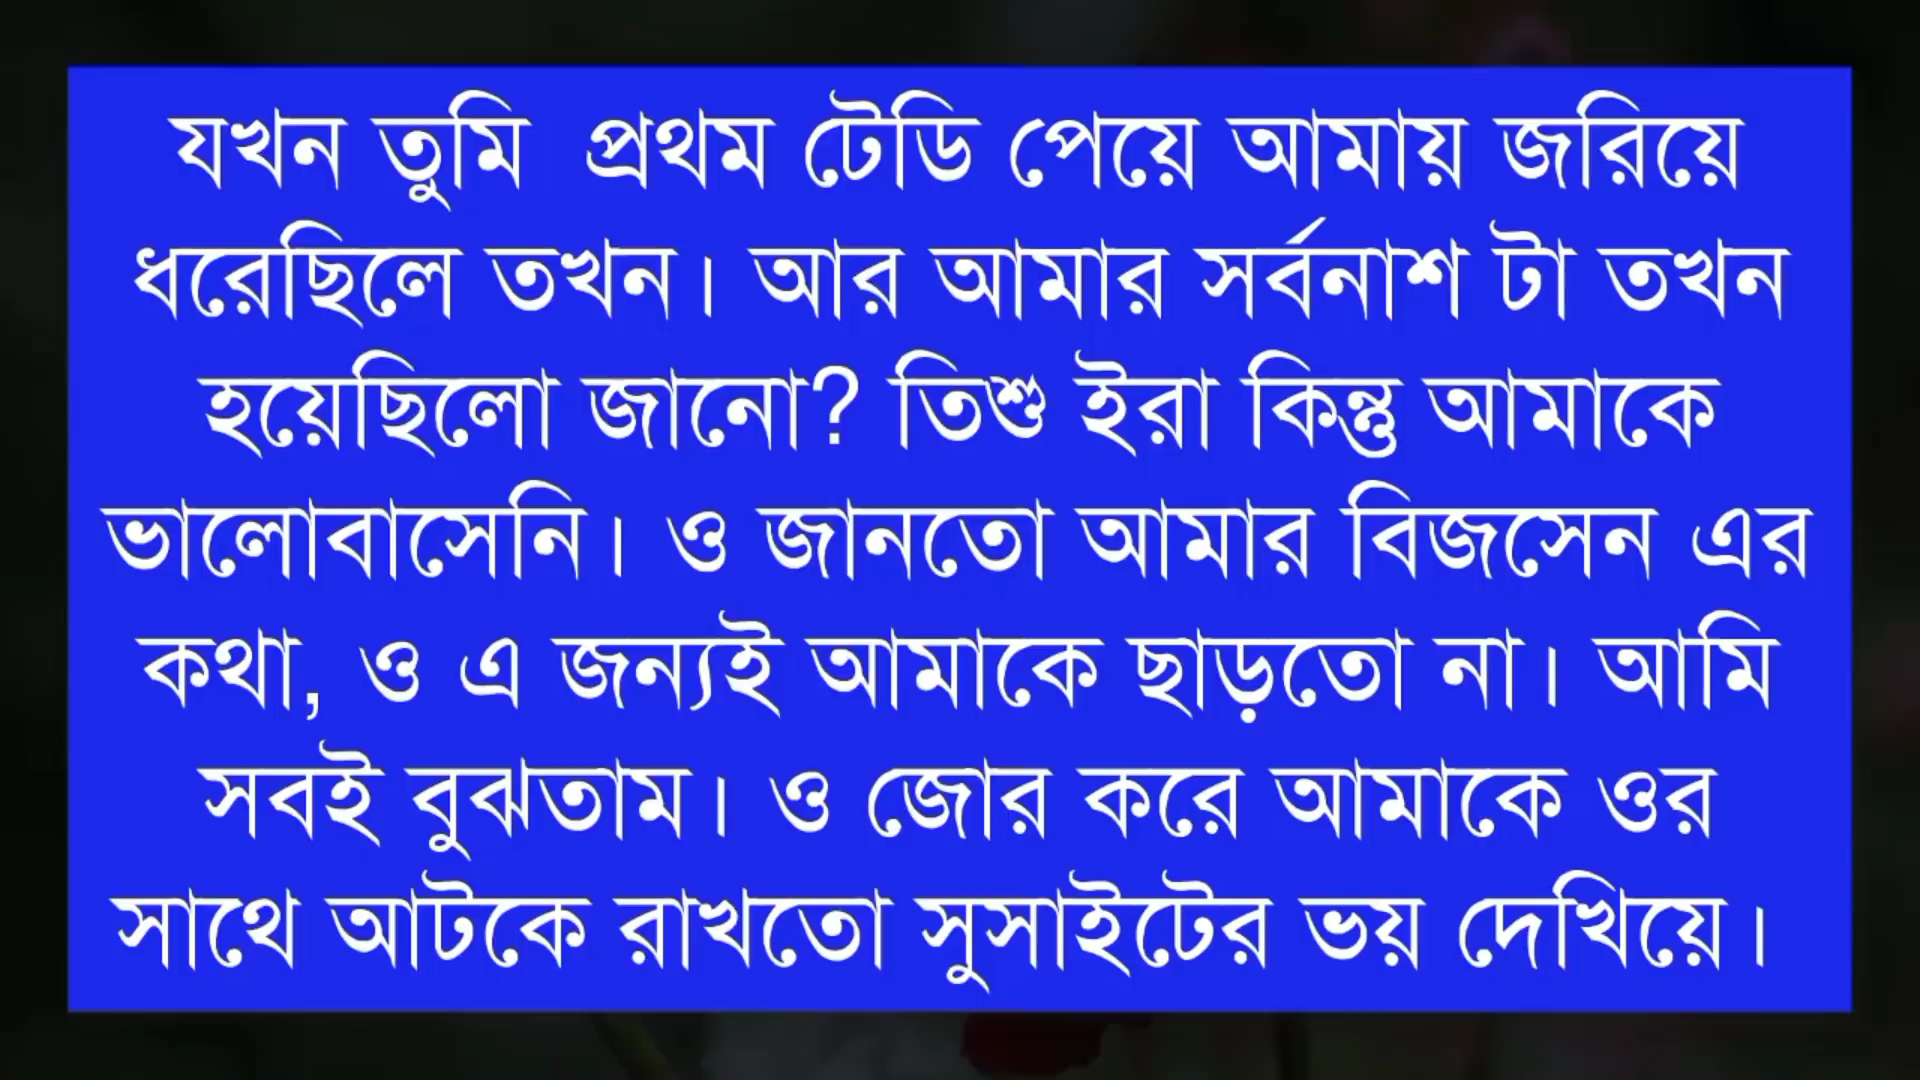 যখন তুমি প্রথম টেডি পেয়ে আমায় জরিয়ে
ধরেছিলে তখন। আর আমার সর্বনাশ টা তখন
হয়েছিলো জানো? তিশু ইরা কিন্তু আমাকে
ভালোবাসেনি। ও জানতো আমার বিজসেন এর
কথা, ও এ জন্যই আমাকে ছাড়তো না। আমি
সবই বুঝতাম। ও জোর করে আমাকে ওর
সাথে আটকে রাখতো সুসাইটের ভয় দেখিয়ে।